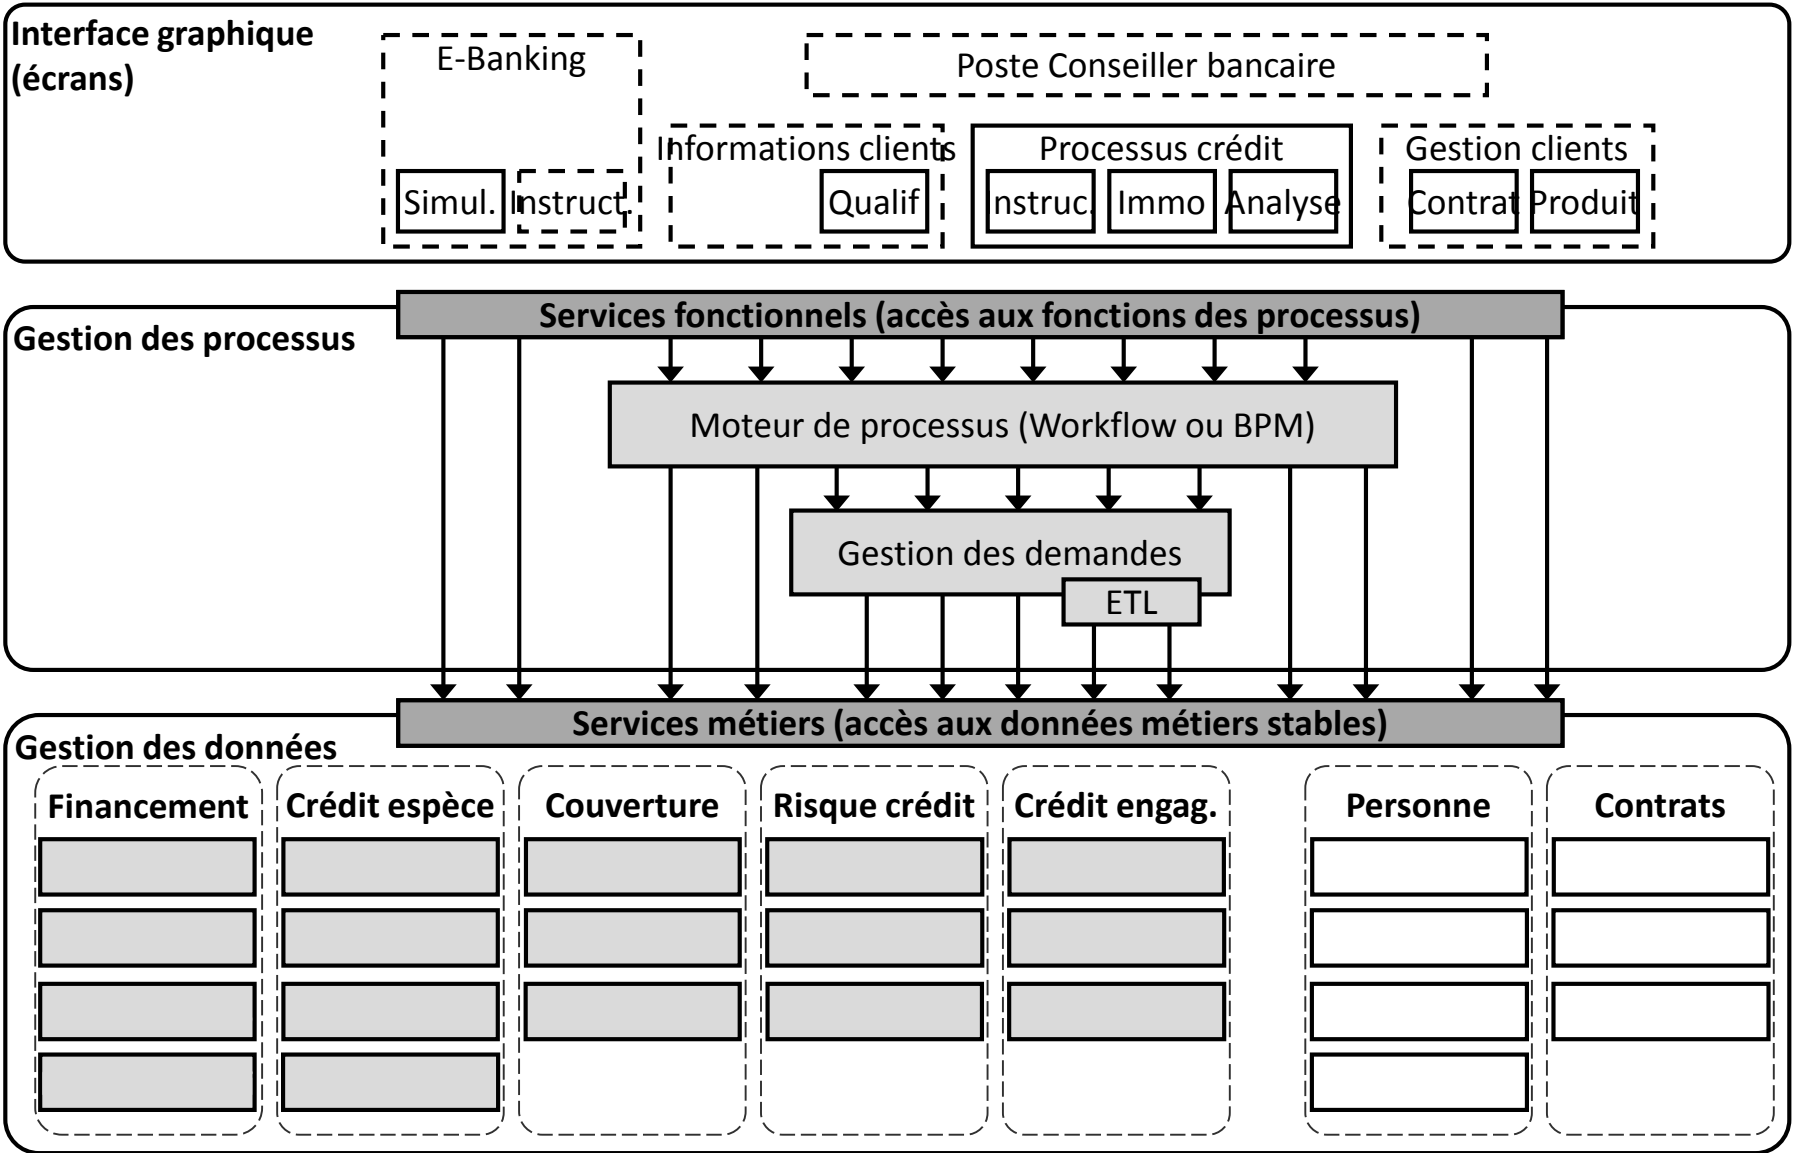 Interface graphique
(écrans)
E-Banking
Poste Conseiller bancaire
Informations clients
Processus crédit
Gestion clients
Simul.
Instruct.
Qualif
Instruc.
Immo
Analyse
Contrat
Produit
Services fonctionnels (accès aux fonctions des processus)
Gestion des processus
Moteur de processus (Workflow ou BPM)
Gestion des demandes
ETL
Services métiers (accès aux données métiers stables)
Gestion des données
Financement
Crédit espèce
Couverture
Risque crédit
Crédit engag.
Personne
Contrats